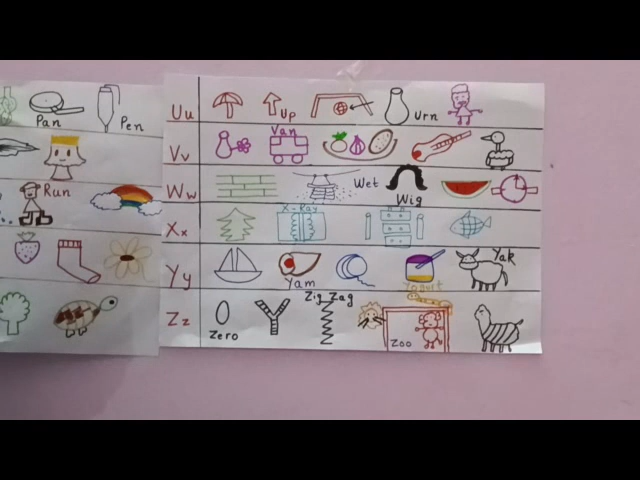 Pan
Pen
Run
Uu Up Urn
Vv Van
Ww Wet Wig
Xx X-Ray
Yy Yam Yogurt Yak
Zz Zero Zig Zag Zoo